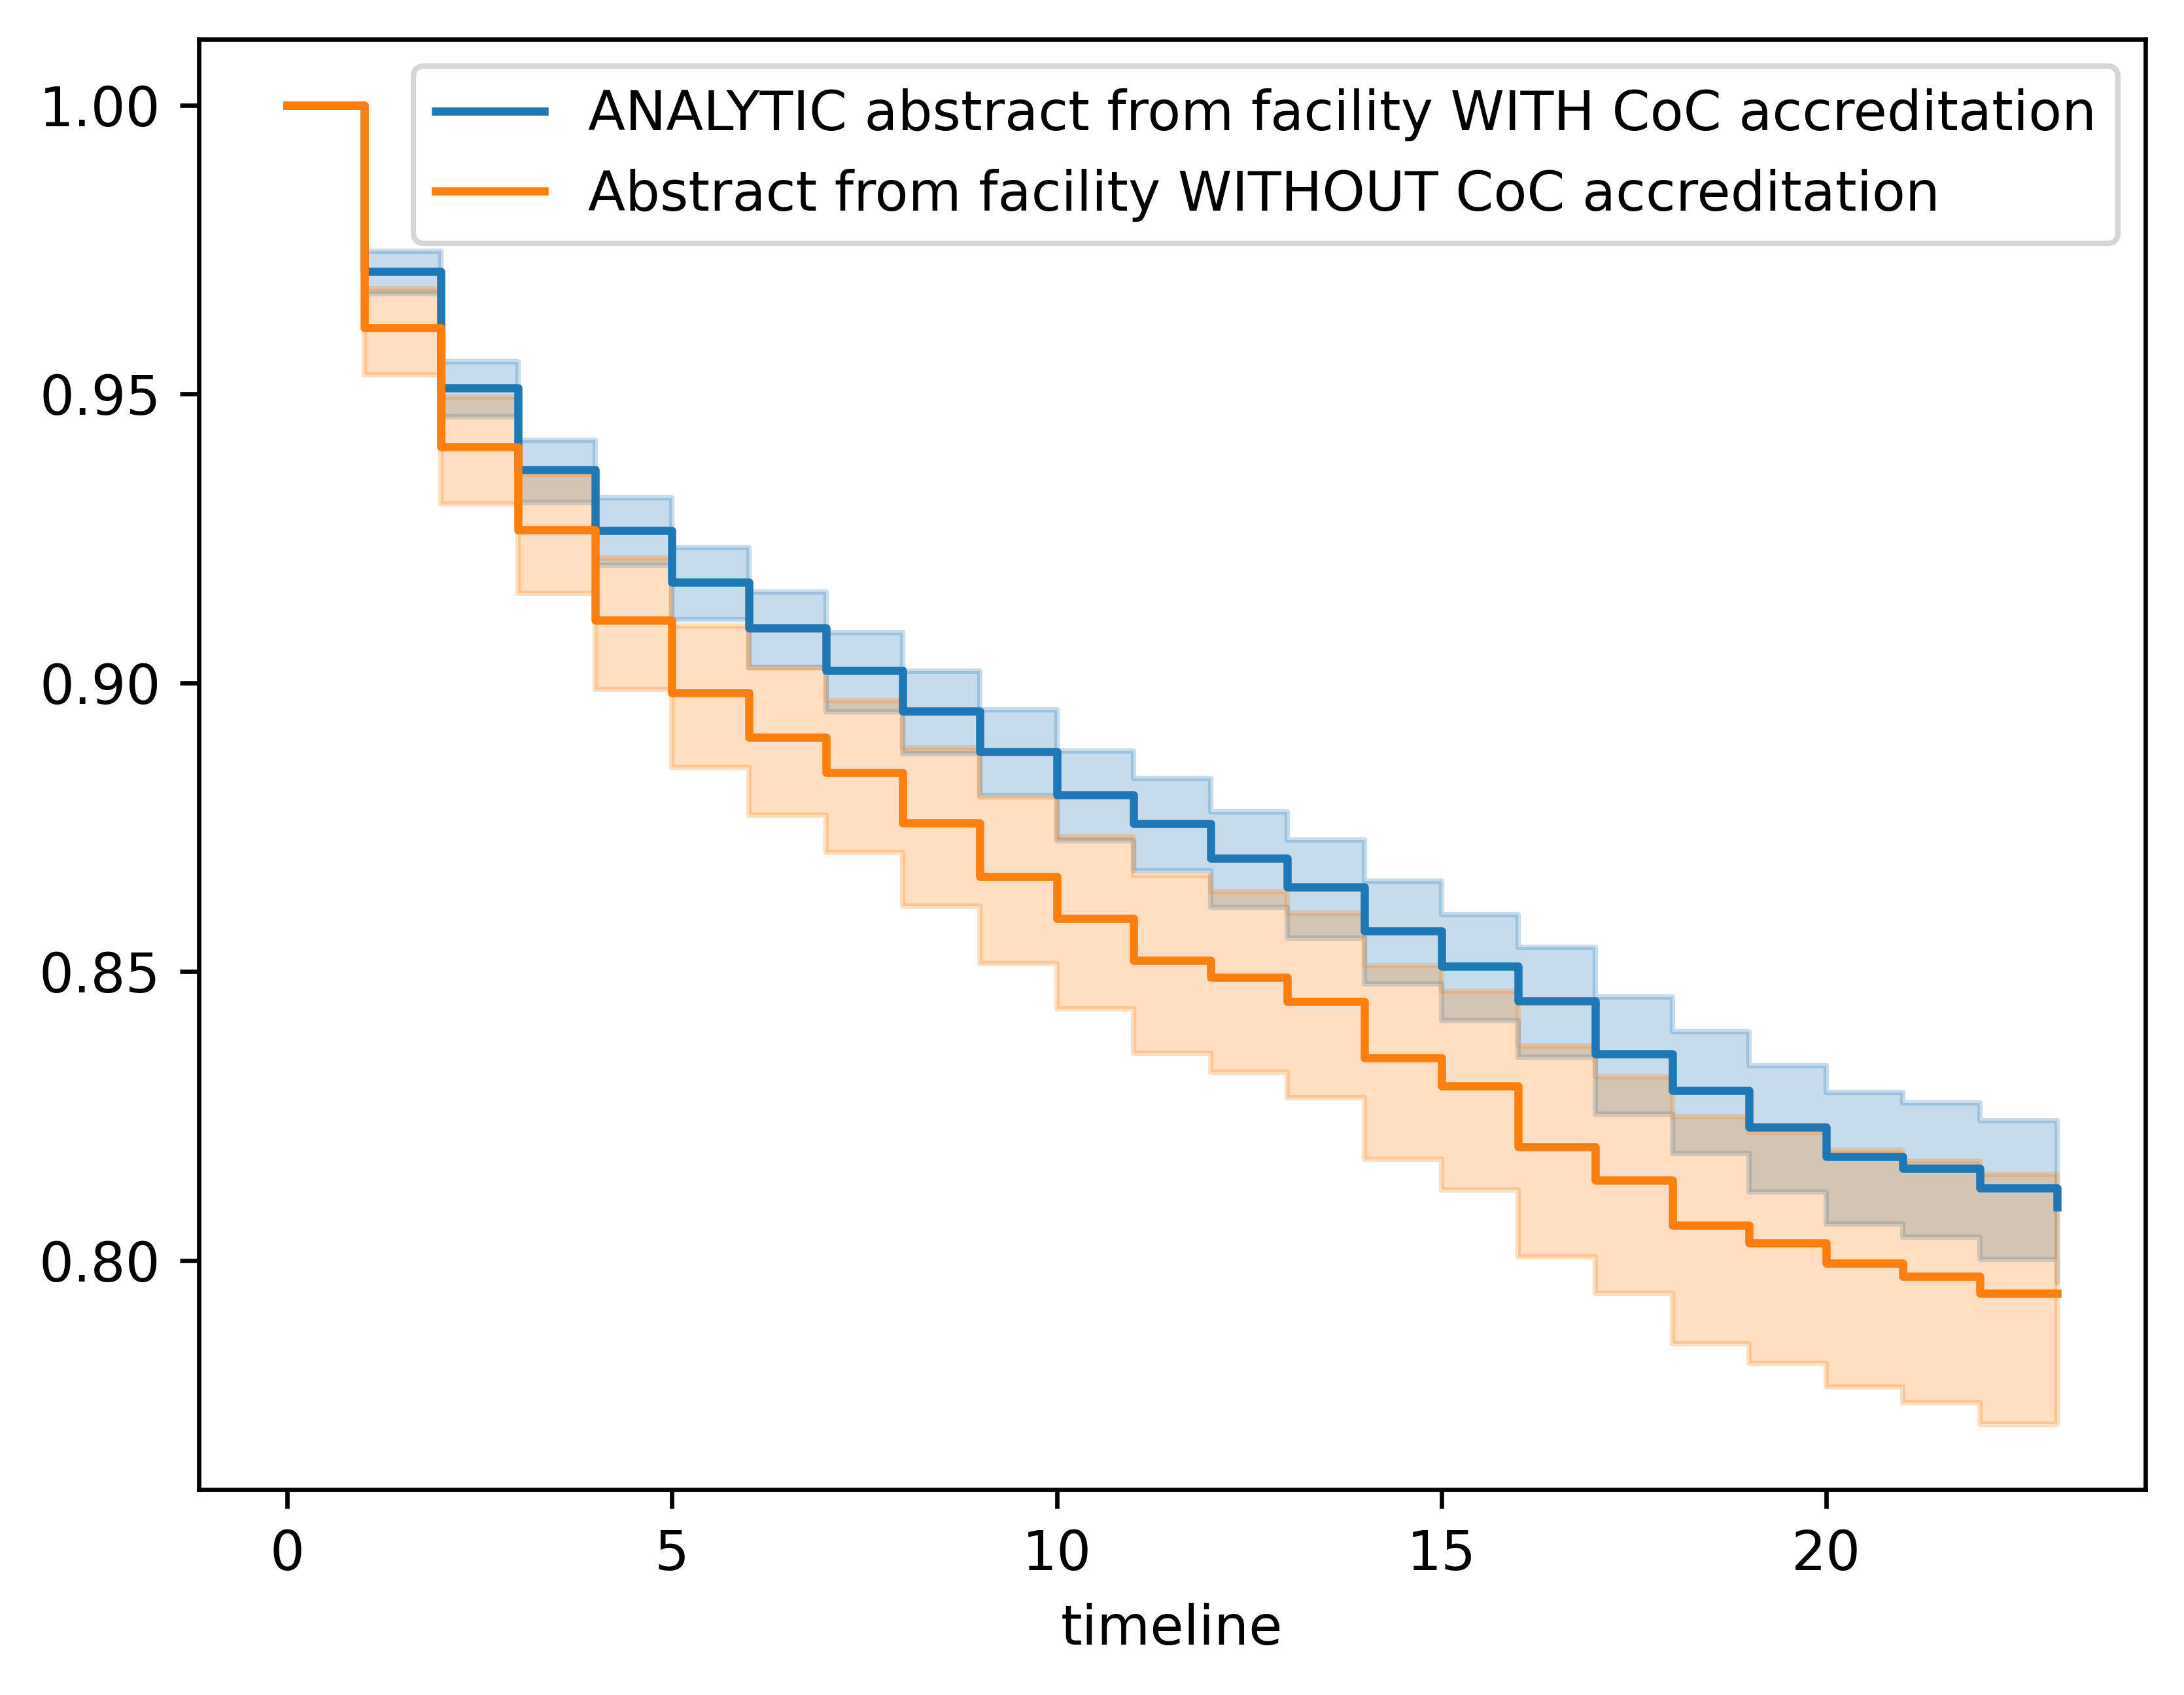 ANALYTIC abstract from facility WITH CoC accreditation
Abstract from facility WITHOUT CoC accreditation
1.00
0.95
0.90
0.85
0.80
0 5 10 15 20
timeline